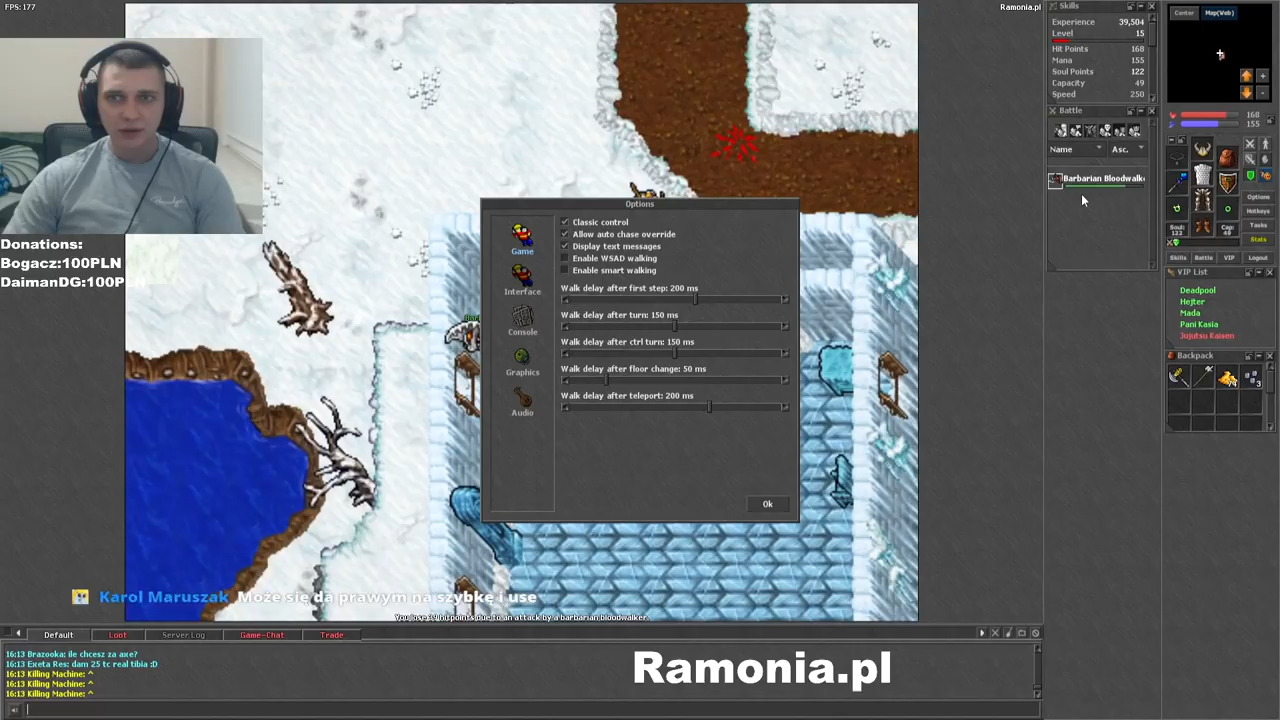 FPS: 177
Ramonia.pl
Donations:
Bogacz:100PLN
DaimanDG:100PLN
Options
Game
Interface
Console
Graphics
Audio
Classic control
Allow auto chase override
Display text messages
Enable WSAD walking
Enable smart walking
Walk delay after first step: 200 ms
Walk delay after turn: 150 ms
Walk delay after ctrl turn: 150 ms
Walk delay after floor change: 50 ms
Walk delay after teleport: 200 ms
Ok
Karol Maruszak Może się da prawym na szybkę i use
Skills
Experience 39,504
Level 15
Hit Points 168
Mana 155
Soul Points 122
Capacity 49
Speed 250
Battle
Name Asc.
Barbarian Bloodwalke
Center Map(Web)
168
155
Options
Hotkeys
Tasks
Stats
Soul:
Cap:
Skills Battle VIP Logout
VIP List
Deadpool
Hejter
Mada
Pani Kasia
Jujutsu Kaisen
Backpack
3
Default Loot Server Log Game-Chat Trade
16:13 Brazooka: ile chcesz za axe?
16:13 Exeta Res: dam 25 tc real tibia :D
16:13 Killing Machine: ^
16:13 Killing Machine: ^
16:13 Killing Machine: ^
Ramonia.pl